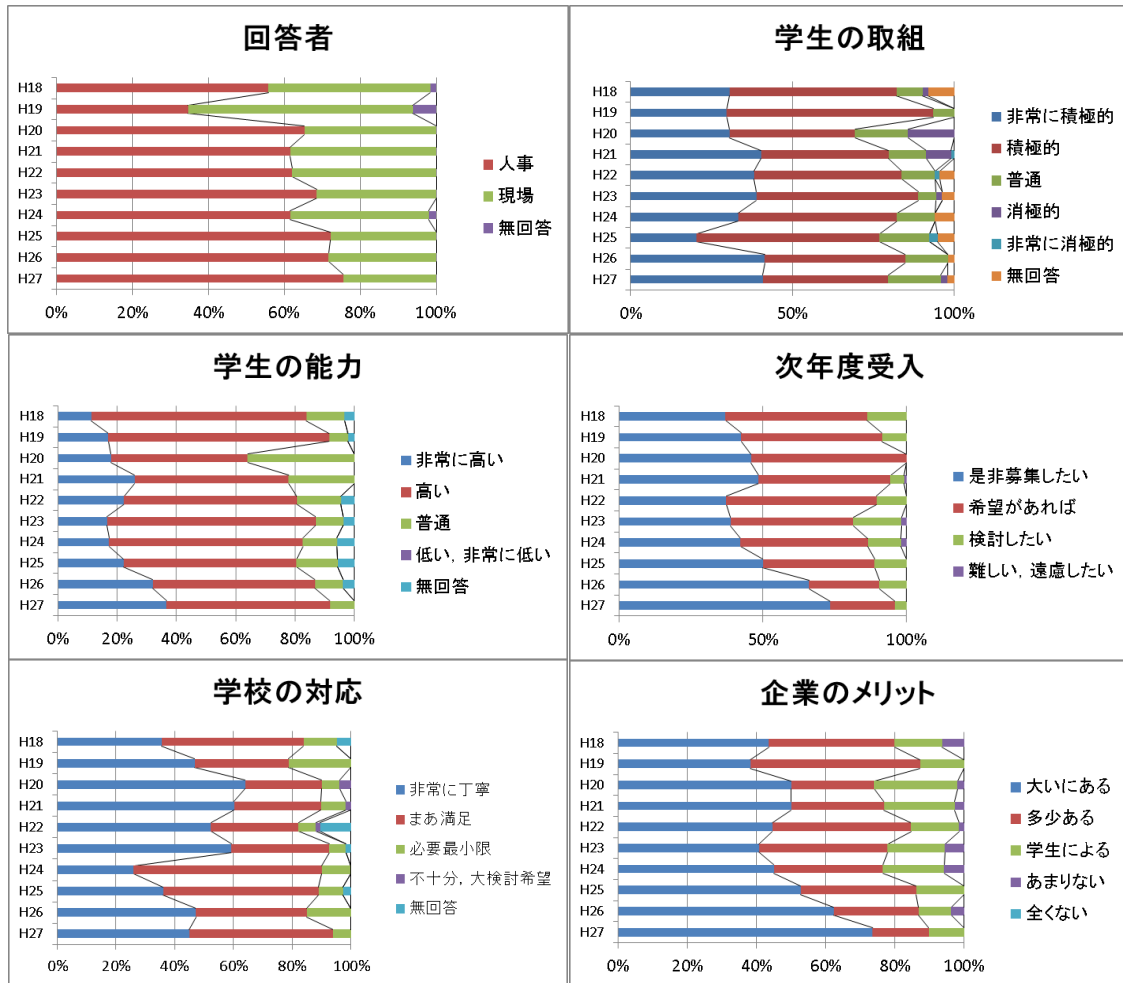 回答者
H18
H19
H20
H21
H22
H23
H24
H25
H26
H27
0% 20% 40% 60% 80% 100%
人事
現場
無回答
学生の取組
H18
H19
H20
H21
H22
H23
H24
H25
H26
H27
0% 50% 100%
非常に積極的
積極的
普通
消極的
非常に消極的
無回答
学生の能力
H18
H19
H20
H21
H22
H23
H24
H25
H26
H27
0% 20% 40% 60% 80% 100%
非常に高い
高い
普通
低い，非常に低い
無回答
次年度受入
H18
H19
H20
H21
H22
H23
H24
H25
H26
H27
0% 50% 100%
是非募集したい
希望があれば
検討したい
難しい，遠慮したい
学校の対応
H18
H19
H20
H21
H22
H23
H24
H25
H26
H27
0% 20% 40% 60% 80% 100%
非常に丁寧
まあ満足
必要最小限
不十分，大検討希望
無回答
企業のメリット
H18
H19
H20
H21
H22
H23
H24
H25
H26
H27
0% 20% 40% 60% 80% 100%
大いにある
多少ある
学生による
あまりない
全くない